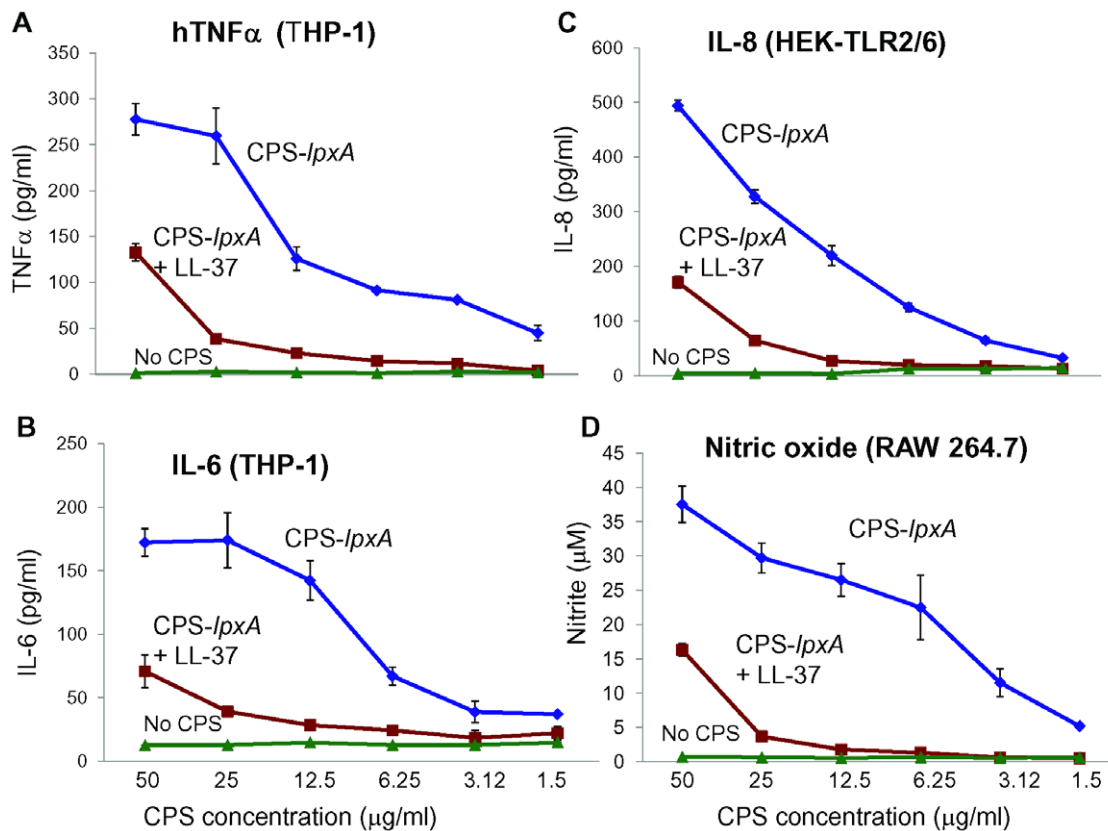 A
hTNFα (THP-1)
350
300
250
200
150
100
50
0
TNFα (pg/ml)
CPS-lpxA
CPS-lpxA
+ LL-37
No CPS
B
IL-6 (THP-1)
250
200
150
100
50
0
IL-6 (pg/ml)
CPS-lpxA
CPS-lpxA
+ LL-37
No CPS
50 25 12.5 6.25 3.12 1.5
CPS concentration (μg/ml)
C
IL-8 (HEK-TLR2/6)
600
500
400
300
200
100
0
IL-8 (pg/ml)
CPS-lpxA
CPS-lpxA
+ LL-37
No CPS
D
Nitric oxide (RAW 264.7)
45
40
35
30
25
20
15
10
5
0
Nitrite (μM)
CPS-lpxA
CPS-lpxA
+ LL-37
No CPS
50 25 12.5 6.25 3.12 1.5
CPS concentration (μg/ml)